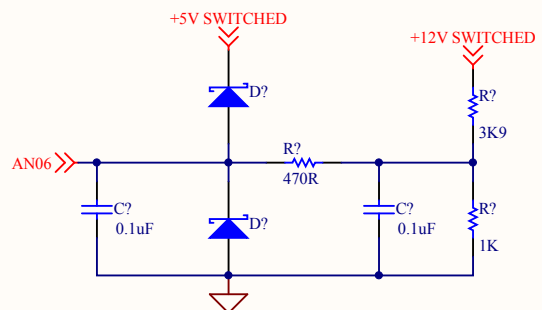 +5V SWITCHED
+12V SWITCHED
D?
R?
3K9
AN06
R?
470R
C?
0.1uF
D?
C?
0.1uF
R?
1K